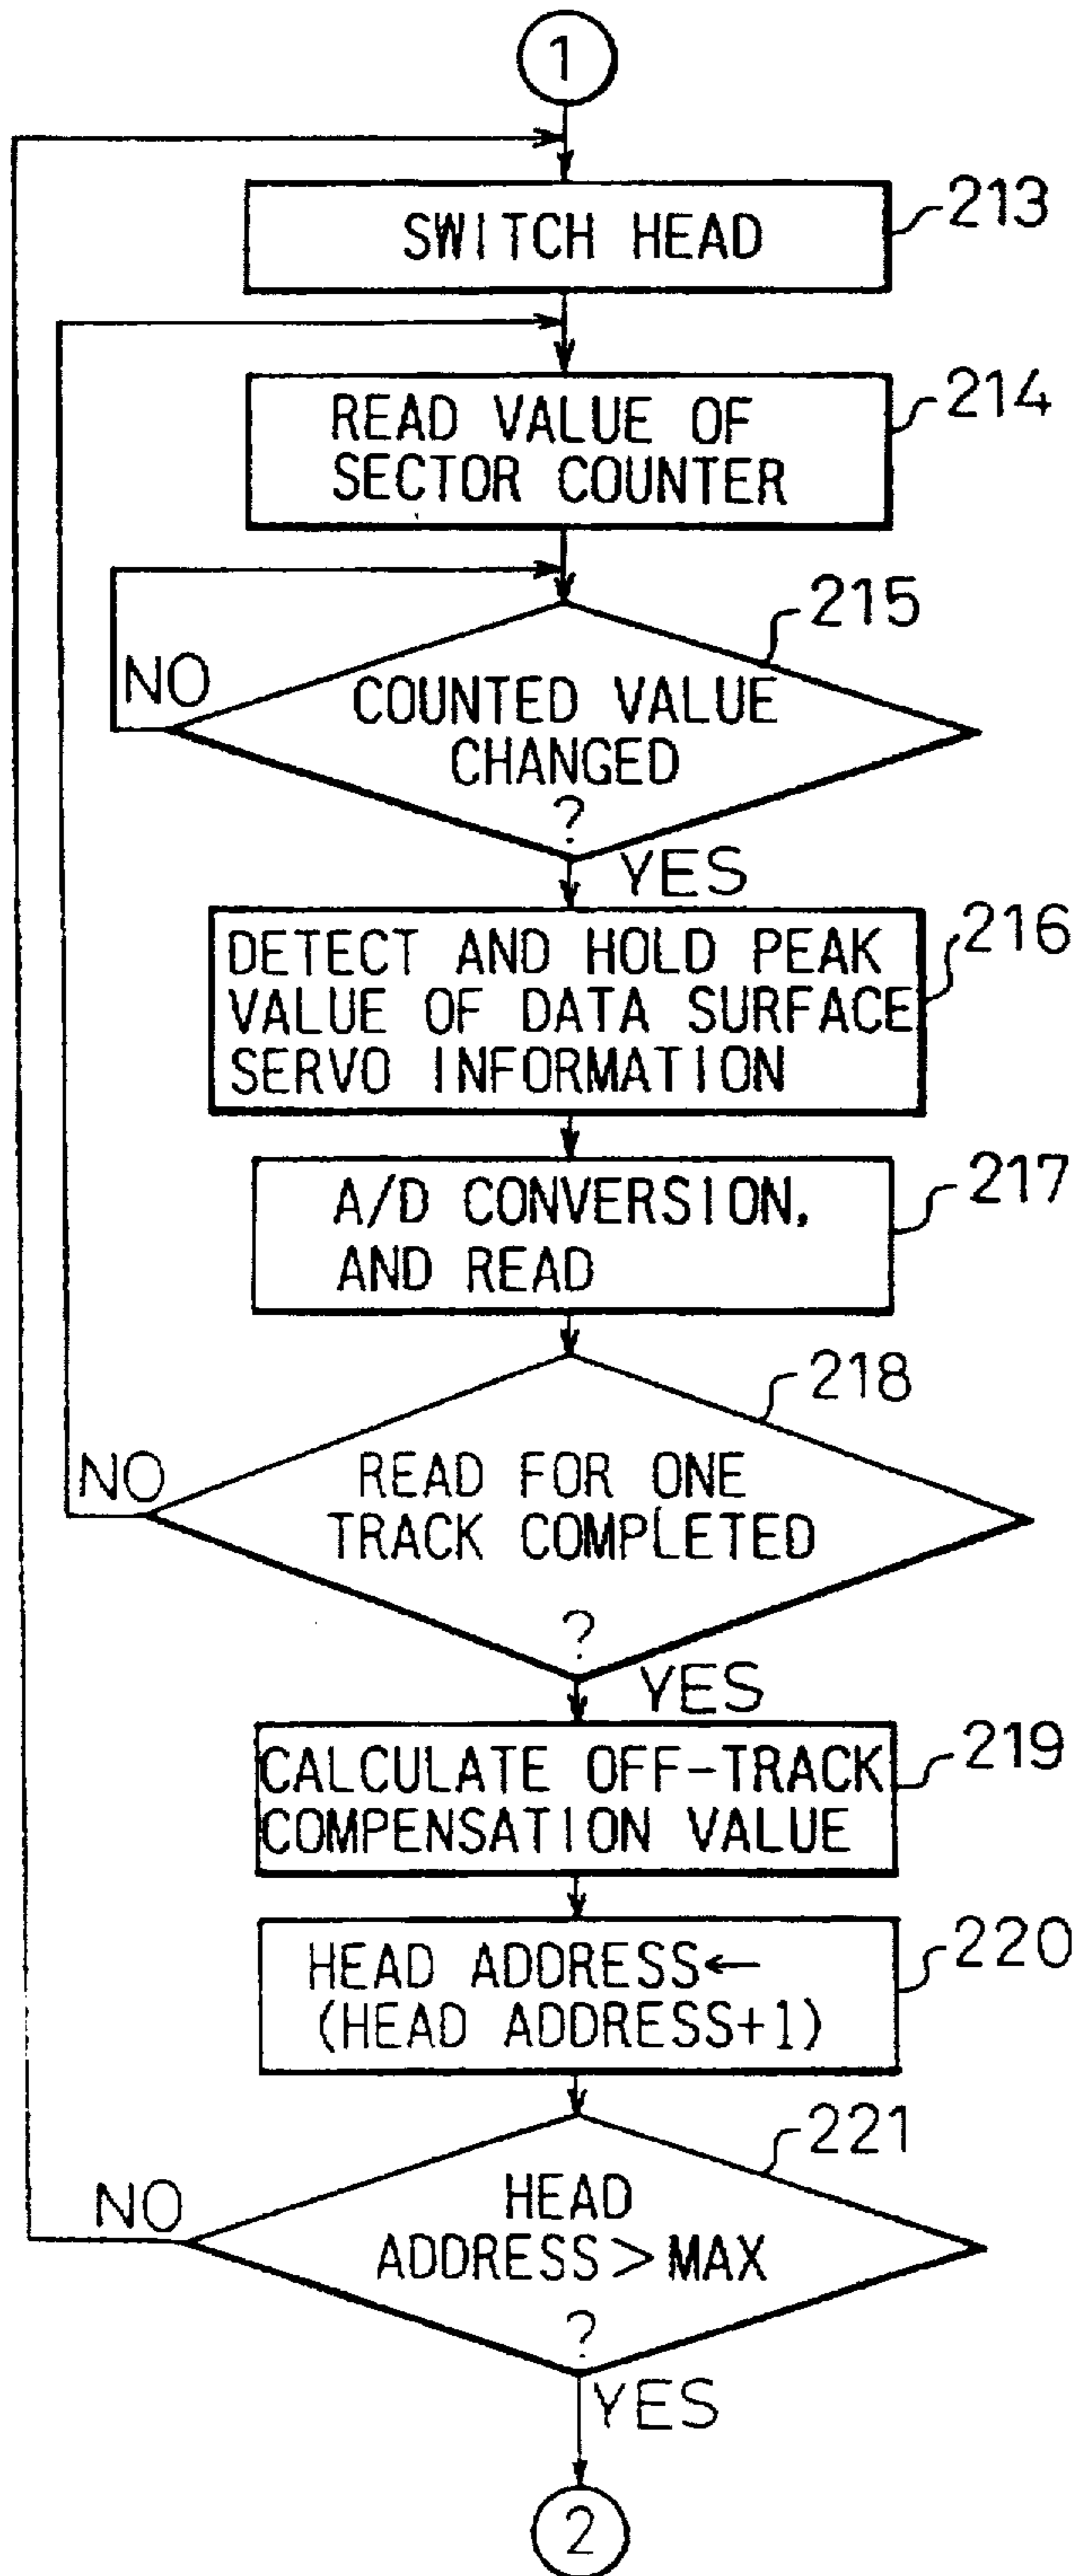 1
SWITCH HEAD
213
READ VALUE OF
SECTOR COUNTER
214
215
NO
COUNTED VALUE
CHANGED
?
YES
DETECT AND HOLD PEAK
VALUE OF DATA SURFACE
SERVO INFORMATION
216
A/D CONVERSION,
AND READ
217
218
NO
READ FOR ONE
TRACK COMPLETED
?
YES
CALCULATE OFF-TRACK
COMPENSATION VALUE
219
HEAD ADDRESS←
(HEAD ADDRESS+1)
220
221
NO
HEAD
ADDRESS>MAX
?
YES
2